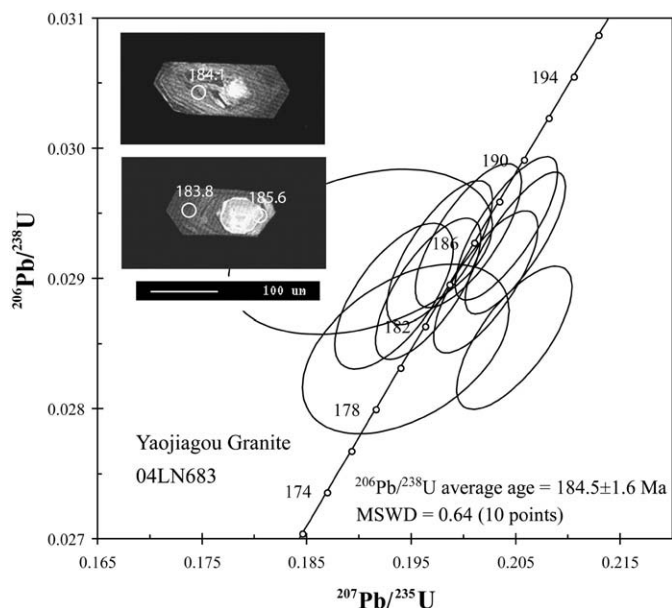 0.031
0.030
0.029
0.028
0.027
206Pb/238U
184.1
183.8
185.6
100 um
194
190
186
182
178
174
Yaojiagou Granite
04LN683
206Pb/238U average age = 184.5±1.6 Ma
MSWD = 0.64 (10 points)
0.165
0.175
0.185
0.195
0.205
0.215
207Pb/235U